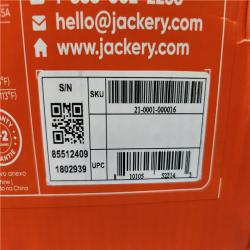 hello@jackery.com
www.jackery.com
S/N
SKU
21-0001-000016
85512409
1802939
UPC
10105 52214